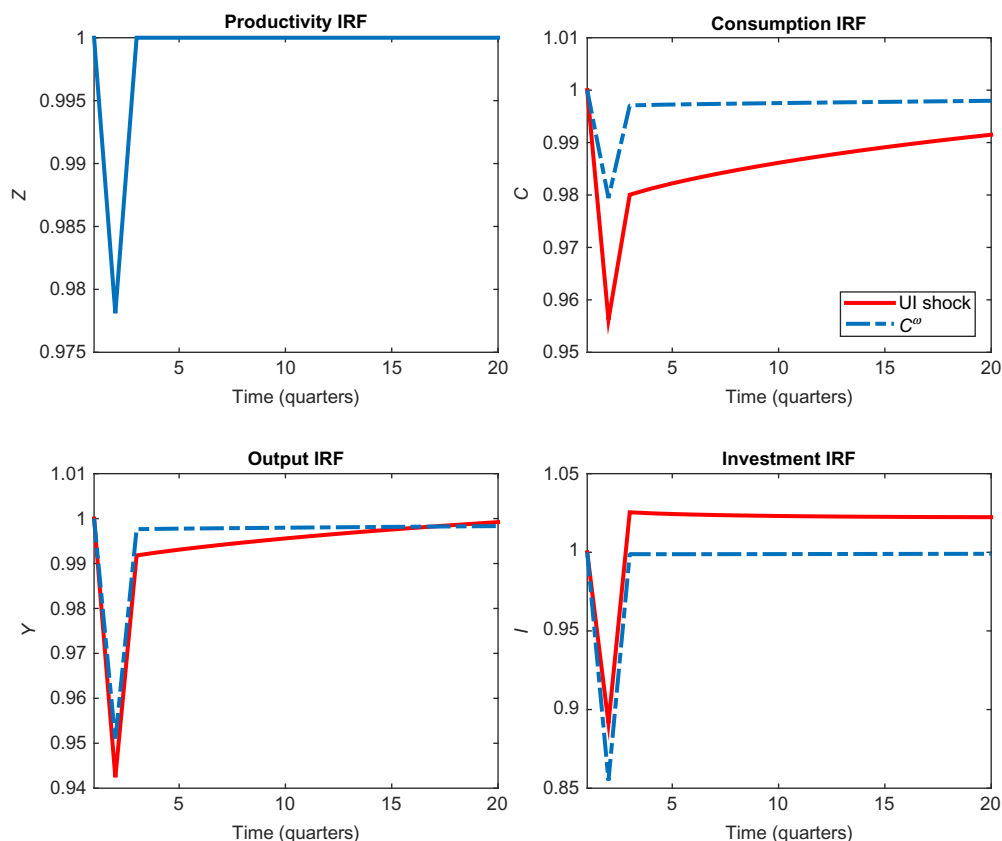 Productivity IRF
1
0.995
0.99
0.985
0.98
0.975
Z
5 10 15 20
Time (quarters)
Consumption IRF
1.01
1
0.99
0.98
0.97
0.96
0.95
C
UI shock
C^ω
5 10 15 20
Time (quarters)
Output IRF
1.01
1
0.99
0.98
0.97
0.96
0.95
0.94
Y
5 10 15 20
Time (quarters)
Investment IRF
1.05
1
0.95
0.9
0.85
I
5 10 15 20
Time (quarters)